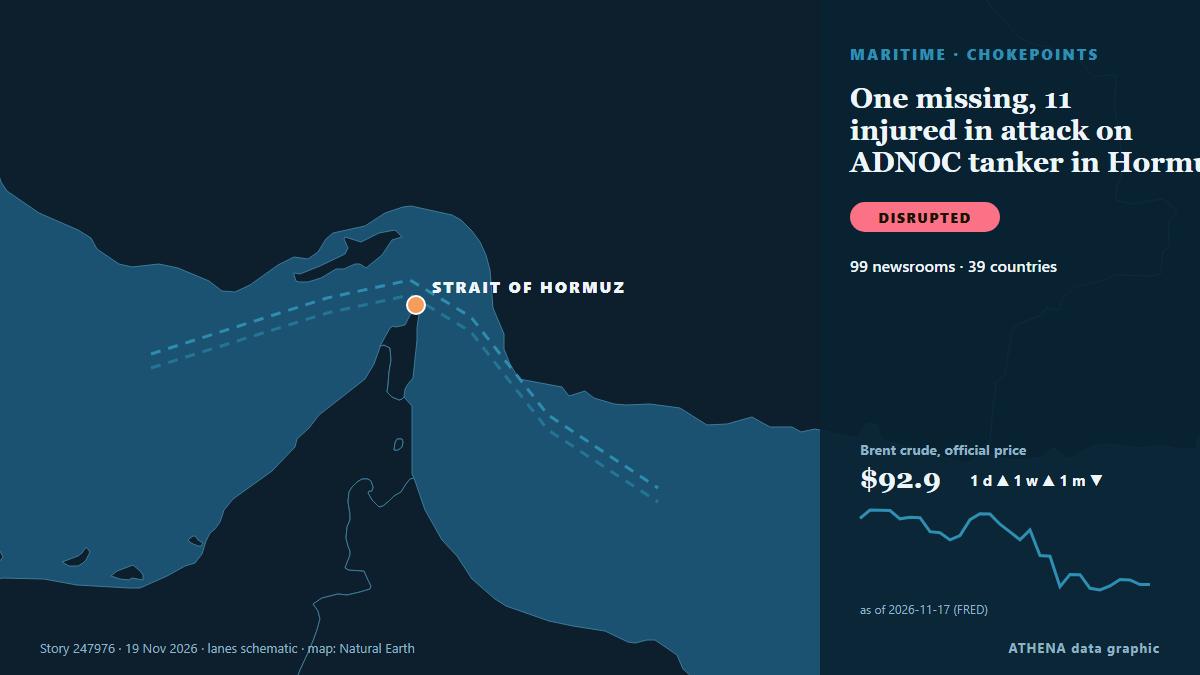 MARITIME · CHOKEPOINTS
One missing, 11
injured in attack on
ADNOC tanker in Hormu
DISRUPTED
99 newsrooms · 39 countries
STRAIT OF HORMUZ
Brent crude, official price
$92.9 1 d ▲ 1 w ▲ 1 m ▼
as of 2026-11-17 (FRED)
Story 247976 · 19 Nov 2026 · lanes schematic · map: Natural Earth
ATHENA data graphic